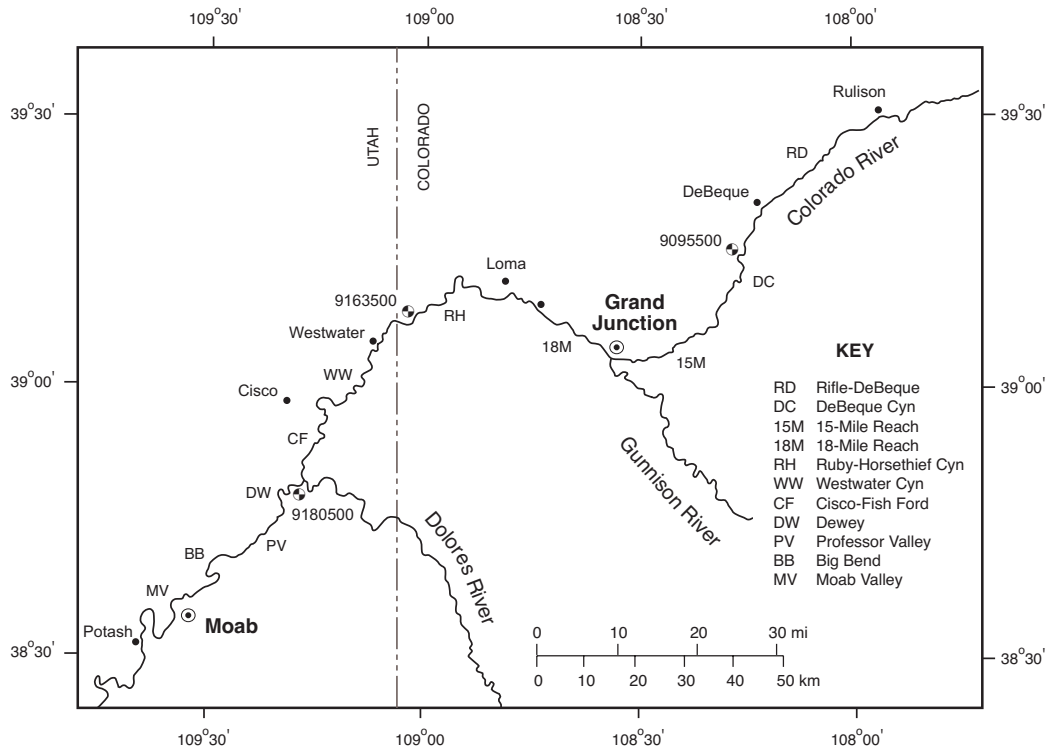 109°30' 109°00' 108°30' 108°00'
39°30' 39°30'
39°00' 39°00'
38°30' 38°30'
UTAH
COLORADO
Rulison
RD
Colorado River
DeBeque
9095500
DC
Loma
Grand
Junction
9163500
RH
Westwater
18M
15M
WW
Cisco
CF
Gunnison River
DW
9180500
PV
Dolores River
BB
MV
Moab
Potash
KEY
RD Rifle-DeBeque
DC DeBeque Cyn
15M 15-Mile Reach
18M 18-Mile Reach
RH Ruby-Horsethief Cyn
WW Westwater Cyn
CF Cisco-Fish Ford
DW Dewey
PV Professor Valley
BB Big Bend
MV Moab Valley
0 10 20 30 mi
0 10 20 30 40 50 km
109°30' 109°00' 108°30' 108°00'